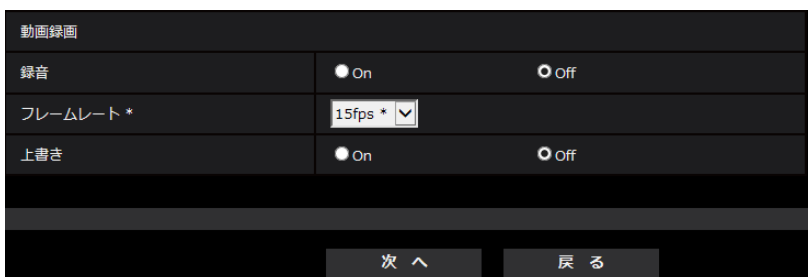 動画録画
録音 On Off
フレームレート * 15fps *
上書き On Off
次 へ 戻 る